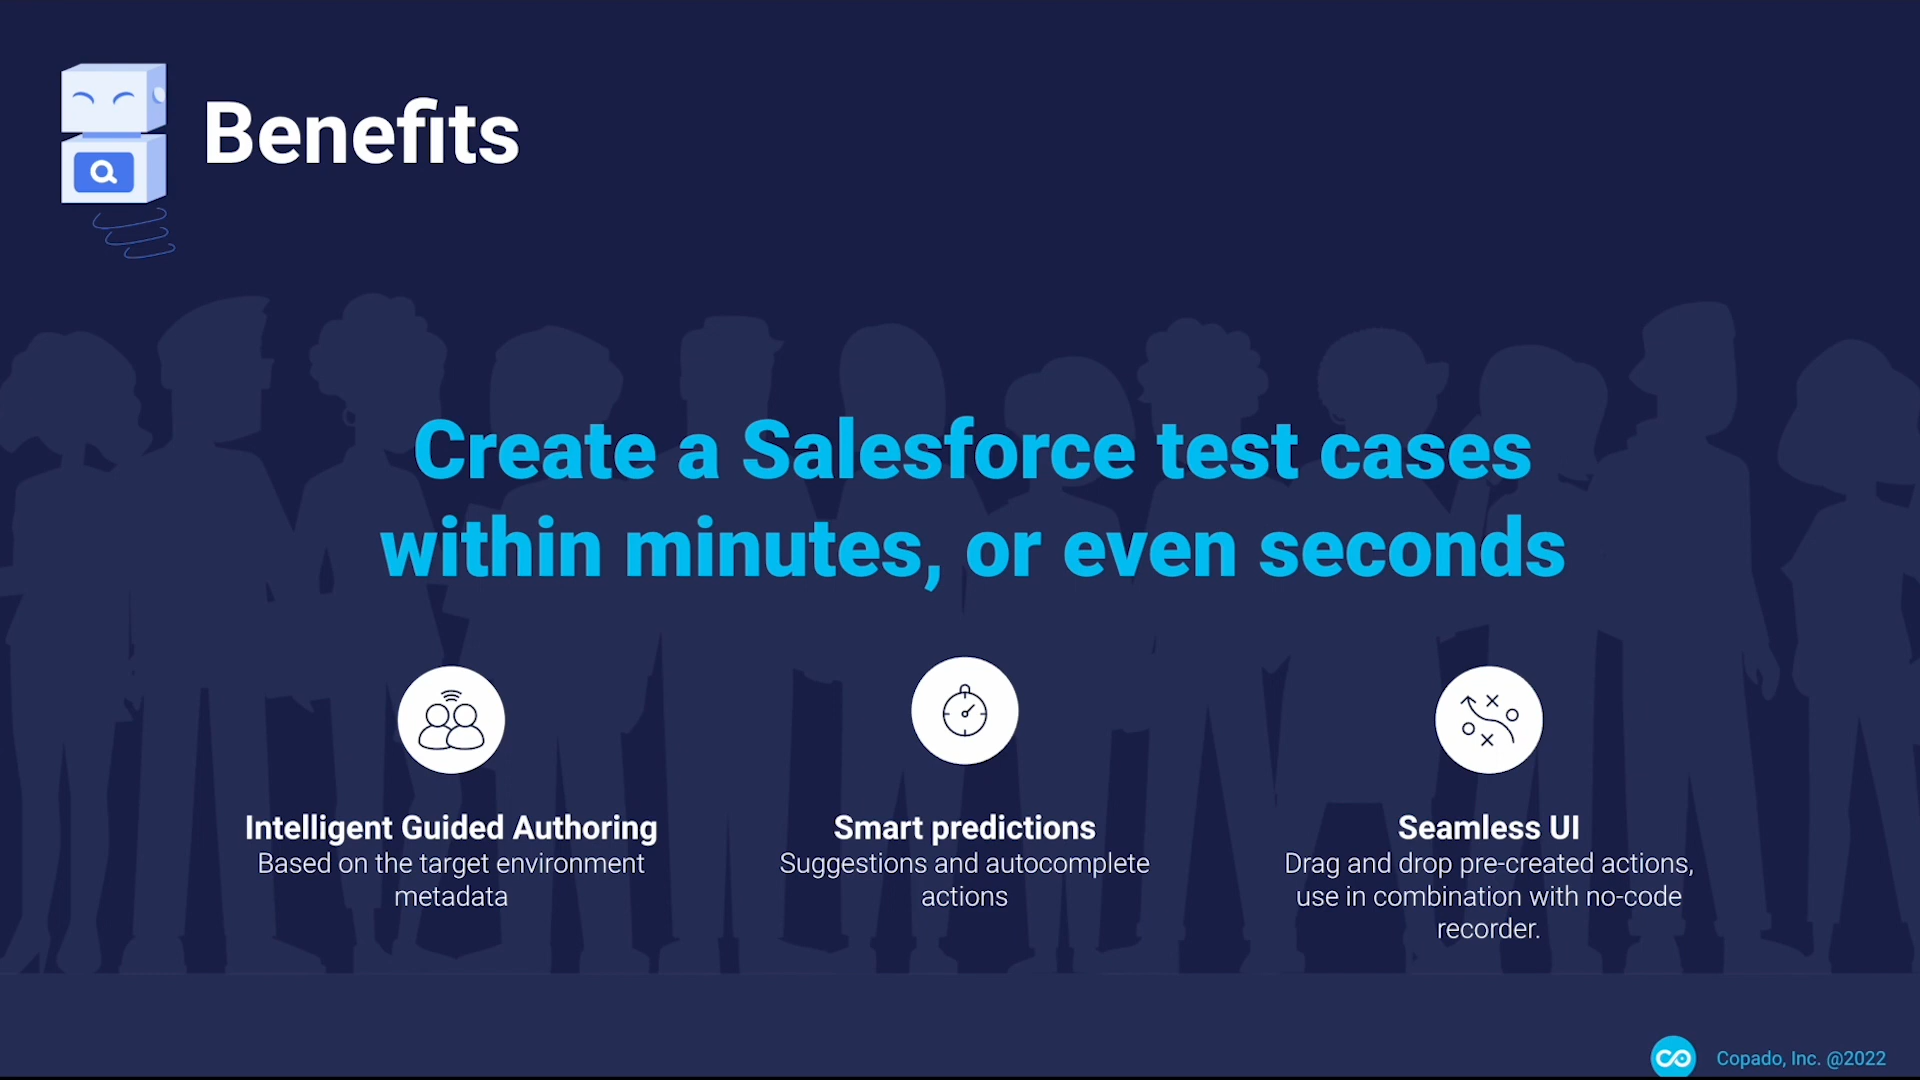 Benefits
Create a Salesforce test cases
within minutes, or even seconds
Intelligent Guided Authoring
Based on the target environment
metadata
Smart predictions
Suggestions and autocomplete
actions
Seamless UI
Drag and drop pre-created actions,
use in combination with no-code
recorder.
Copado, Inc. @2022